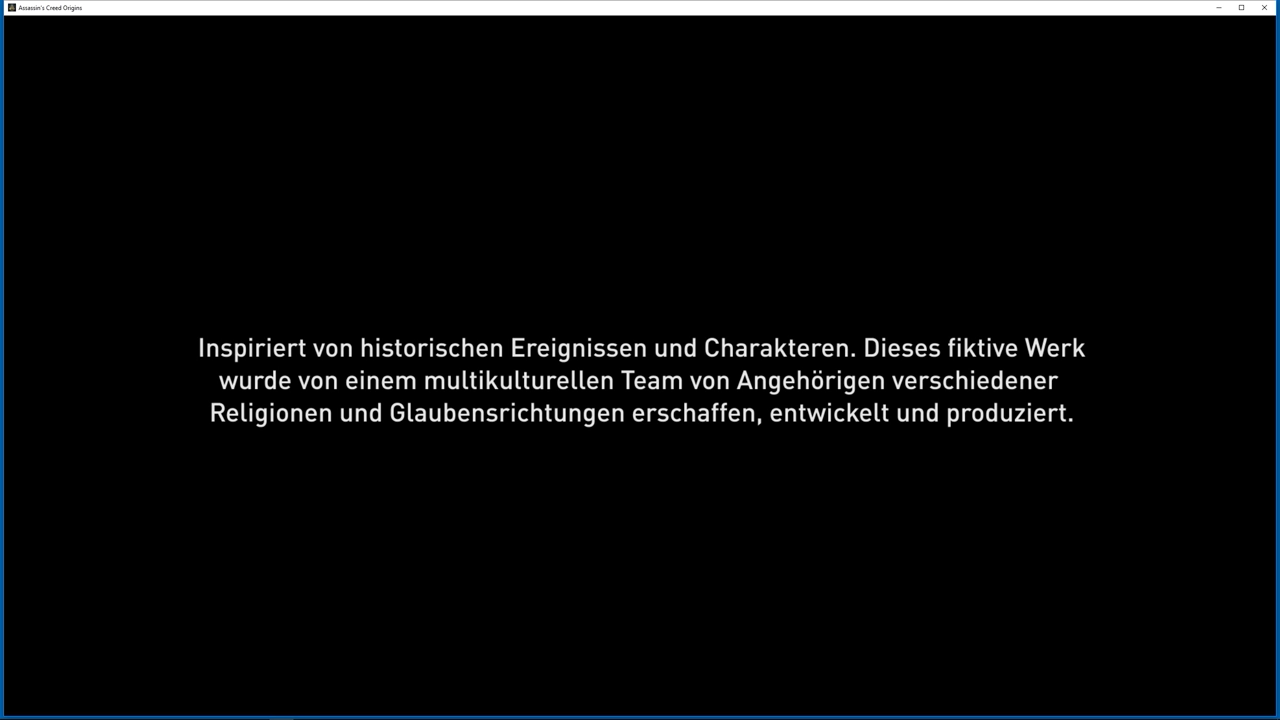 Assassin's Creed Origins
Inspiriert von historischen Ereignissen und Charakteren. Dieses fiktive Werk
wurde von einem multikulturellen Team von Angehörigen verschiedener
Religionen und Glaubensrichtungen erschaffen, entwickelt und produziert.